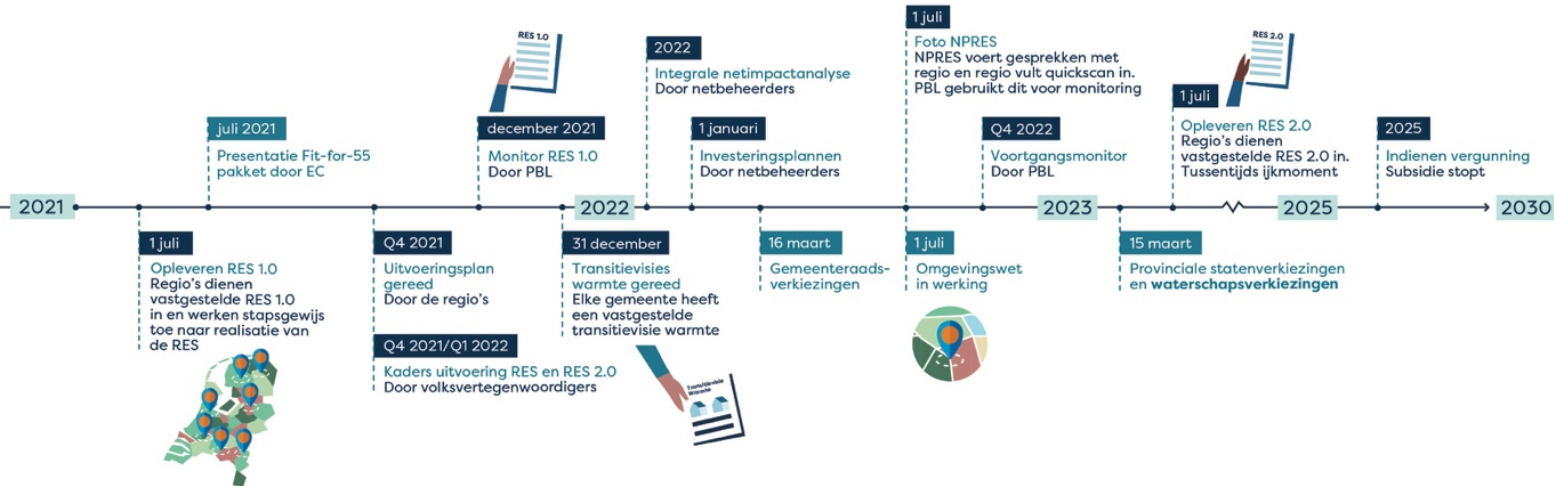 1 juli
Foto NPRES
NPRES voert gesprekken met
regio en regio vult quickscan in.
PBL gebruikt dit voor monitoring
RES 1.0
RES 2.0
2022
Integrale netimpactanalyse
Door netbeheerders
1 juli
Opleveren RES 2.0
Regio's dienen
vastgestelde RES 2.0 in.
Tussentijds ijkmoment
juli 2021
Presentatie Fit-for-55
pakket door EC
december 2021
Monitor RES 1.0
Door PBL
1 januari
Investeringsplannen
Door netbeheerders
Q4 2022
Voortgangsmonitor
Door PBL
2025
Indienen vergunning
Subsidie stopt
2021
2022
2023
2025
2030
1 juli
Opleveren RES 1.0
Regio's dienen
vastgestelde RES 1.0
in en werken stapsgewijs
toe naar realisatie van
de RES
Q4 2021
Uitvoeringsplan
gereed
Door de regio's
Q4 2021/Q1 2022
Kaders uitvoering RES en RES 2.0
Door volksvertegenwoordigers
31 december
Transitievisies
warmte gereed
Elke gemeente heeft
een vastgestelde
transitievisie warmte
Transitievisie
Warmte
16 maart
Gemeenteraads-
verkiezingen
1 juli
Omgevingswet
in werking
15 maart
Provinciale statenverkiezingen
en waterschapsverkiezingen